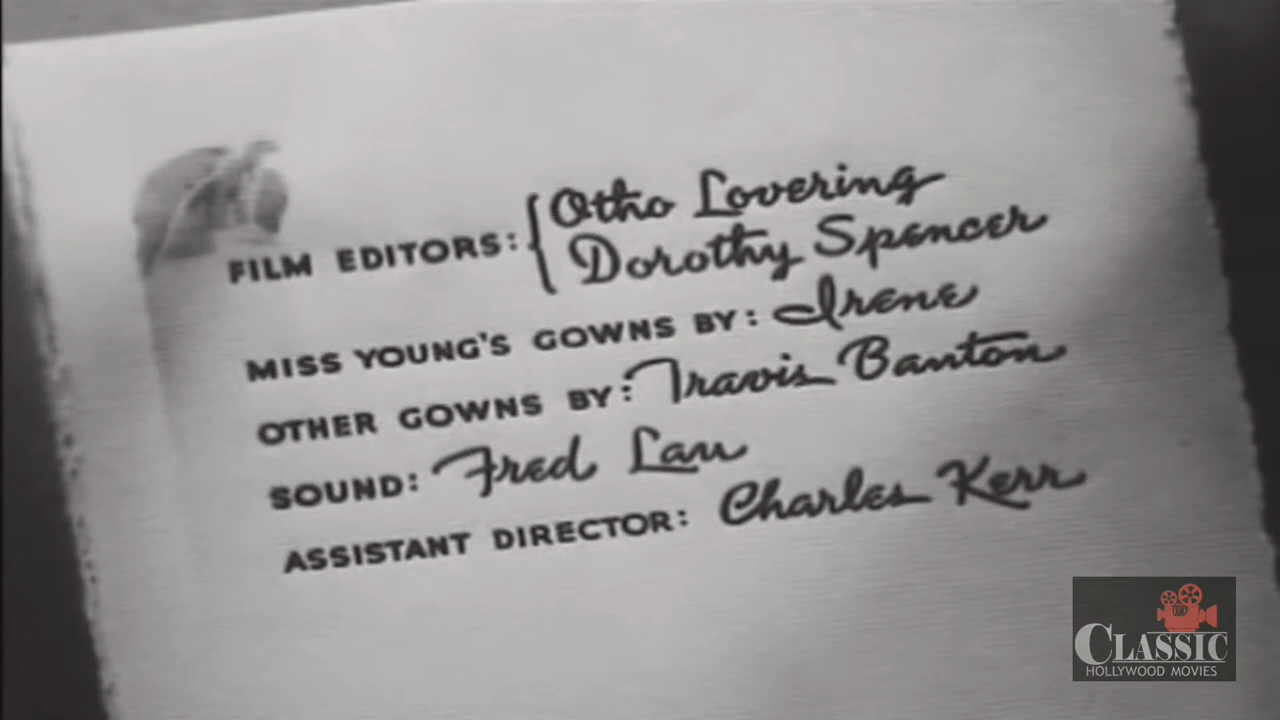 FILM EDITORS: { Otho Lovering
Dorothy Spencer
MISS YOUNG'S GOWNS BY: Irene
OTHER GOWNS BY: Travis Banton
SOUND: Fred Lau
ASSISTANT DIRECTOR: Charles Kerr
CLASSIC
HOLLYWOOD MOVIES